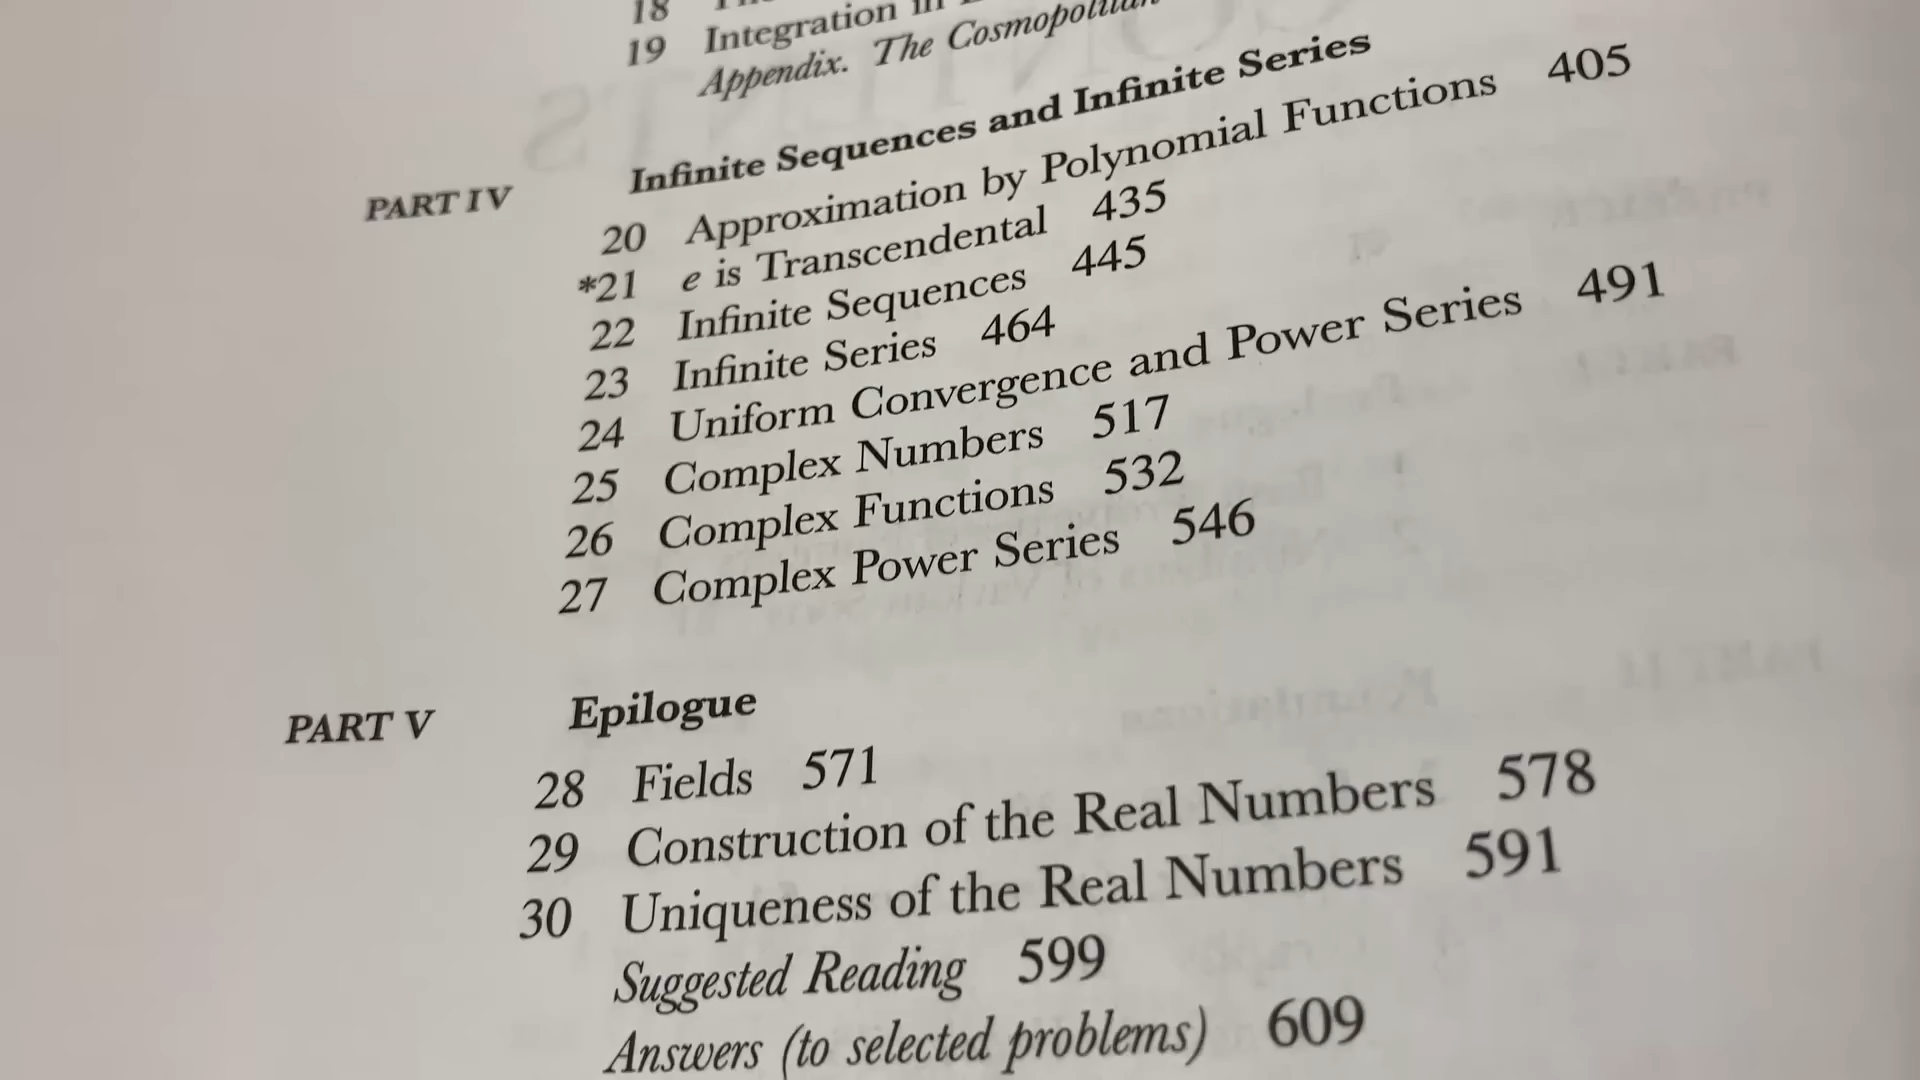 18
19 Integration in
Appendix. The Cosmopolitan
PART IV Infinite Sequences and Infinite Series
20 Approximation by Polynomial Functions 405
*21 e is Transcendental 435
22 Infinite Sequences 445
23 Infinite Series 464
24 Uniform Convergence and Power Series 491
25 Complex Numbers 517
26 Complex Functions 532
27 Complex Power Series 546
PART V Epilogue
28 Fields 571
29 Construction of the Real Numbers 578
30 Uniqueness of the Real Numbers 591
Suggested Reading 599
Answers (to selected problems) 609